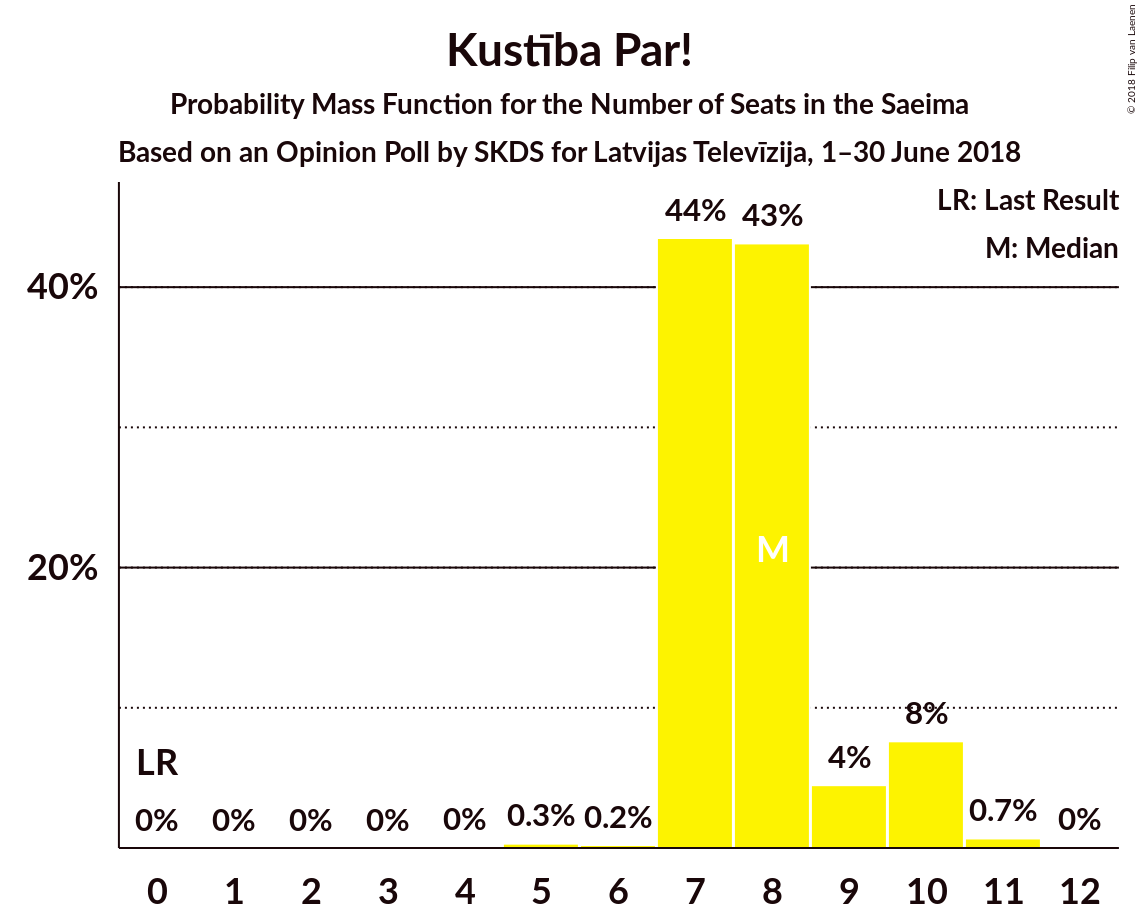 Kustība Par!
Probability Mass Function for the Number of Seats in the Saeima
Based on an Opinion Poll by SKDS for Latvijas Televīzija, 1–30 June 2018
© 2018 Filip van Laenen
LR: Last Result
M: Median
44%
43%
40%
M
20%
8%
LR
4%
0%
0%
0%
0%
0%
0.3%
0.2%
0.7%
0%
0 1 2 3 4 5 6 7 8 9 10 11 12